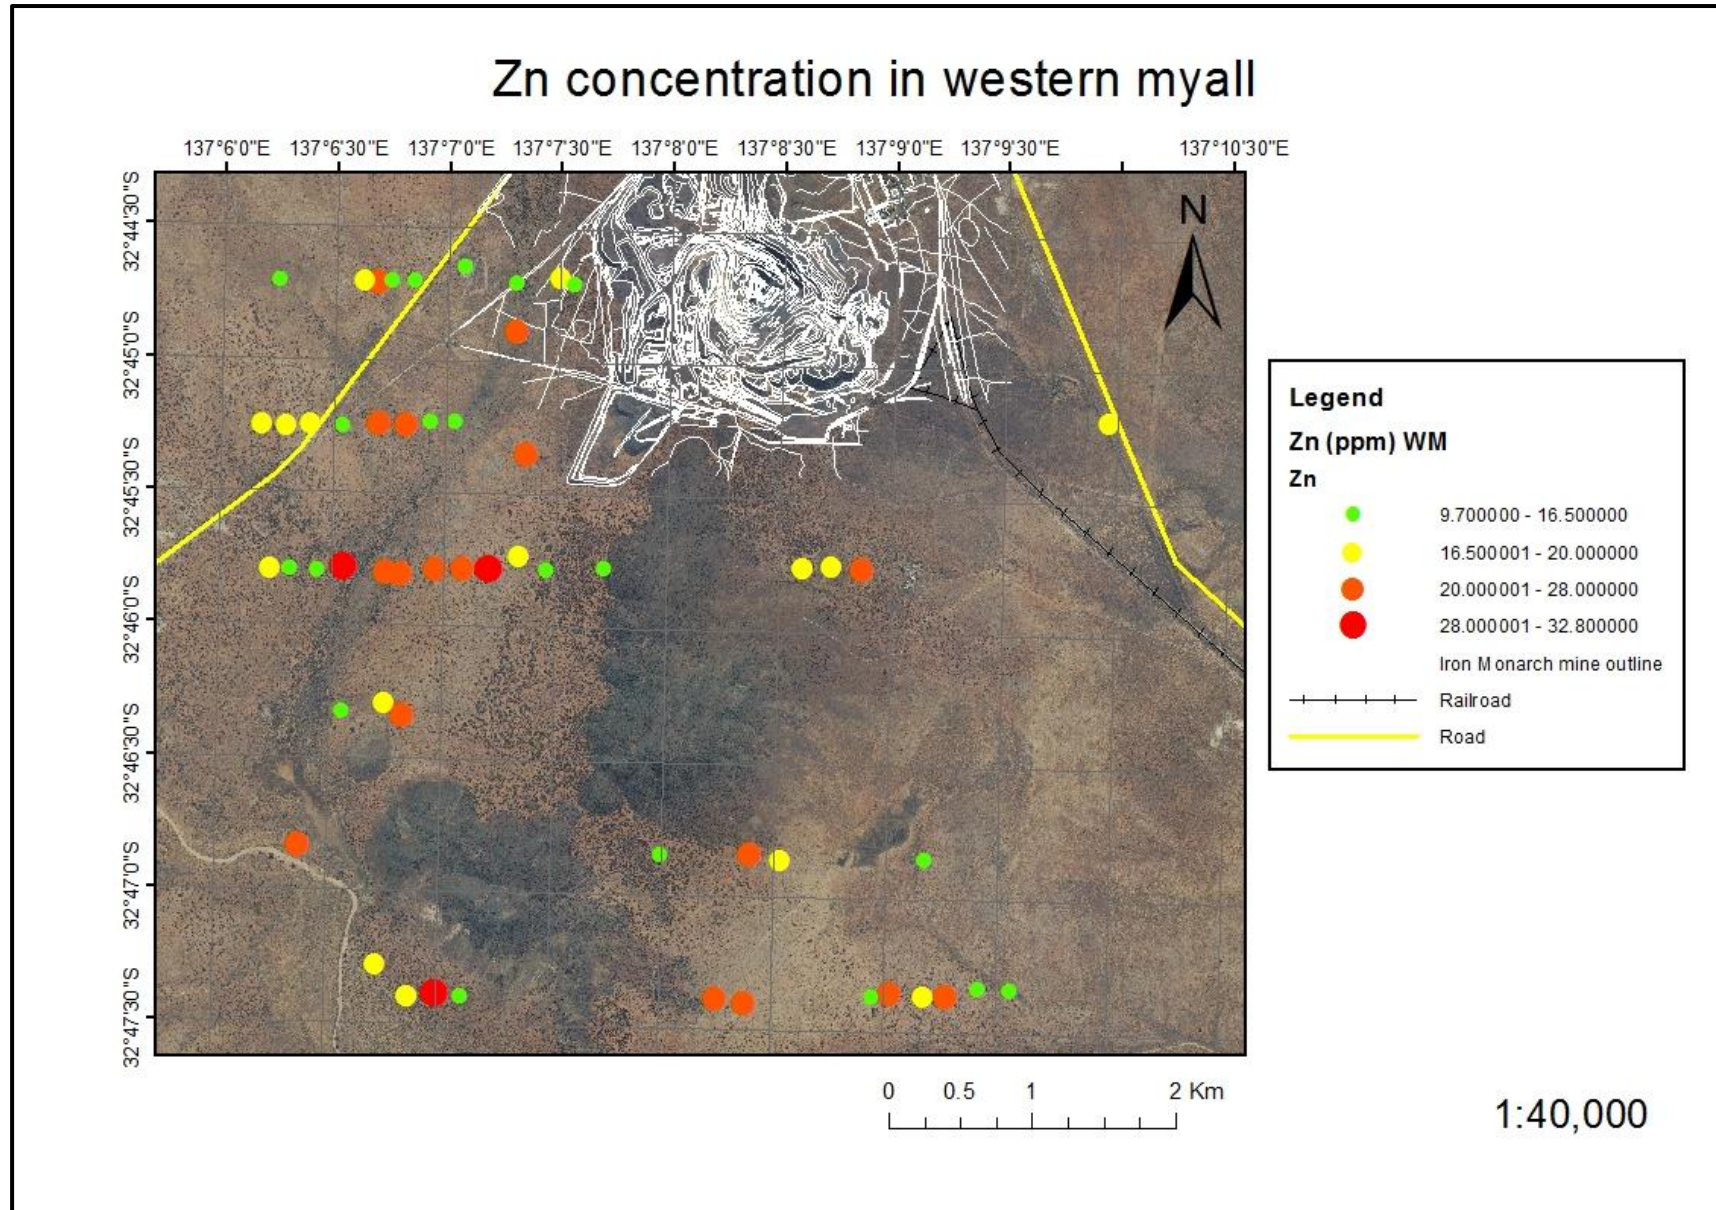 Zn concentration in western myall
137°6'0"E 137°6'30"E 137°7'0"E 137°7'30"E 137°8'0"E 137°8'30"E 137°9'0"E 137°9'30"E 137°10'30"E
32°44'30"S
32°45'0"S
32°45'30"S
32°46'0"S
32°46'30"S
32°47'0"S
32°47'30"S
N
Legend
Zn (ppm) WM
Zn
9.700000 - 16.500000
16.500001 - 20.000000
20.000001 - 28.000000
28.000001 - 32.800000
Iron Monarch mine outline
Railroad
Road
0 0.5 1 2 Km
1:40,000